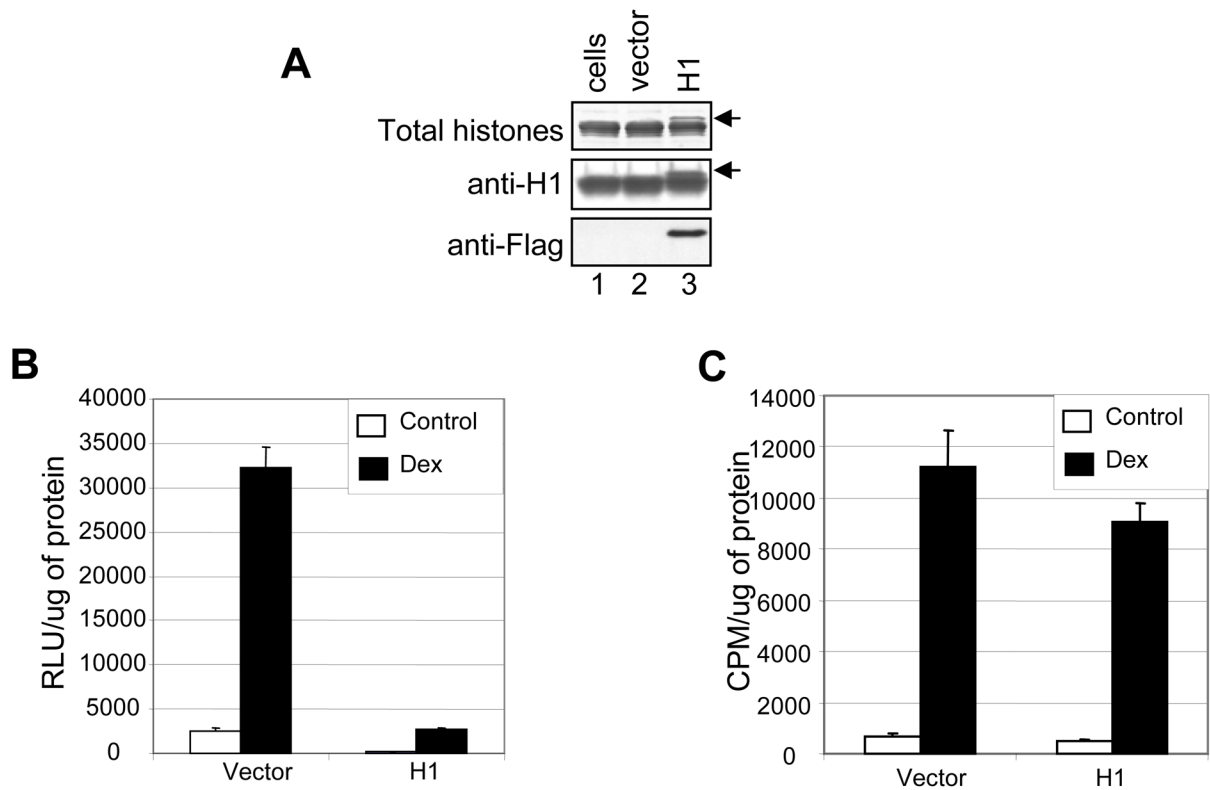 A
cells
vector
H1
Total histones
anti-H1
anti-Flag
1 2 3
B
RLU/ug of protein
40000
35000
30000
25000
20000
15000
10000
5000
0
Control
Dex
Vector
H1
C
CPM/ug of protein
14000
12000
10000
8000
6000
4000
2000
0
Control
Dex
Vector
H1